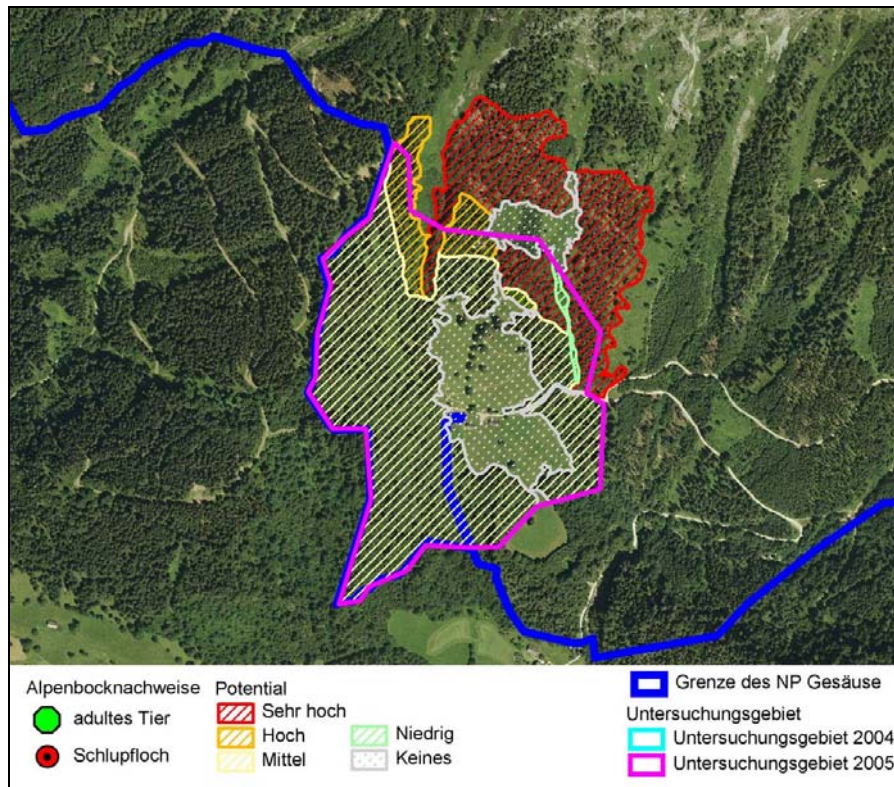 Alpenbocknachweise
adultes Tier
Schlupfloch
Potential
Sehr hoch
Hoch
Mittel
Niedrig
Keines
Grenze des NP Gesäuse
Untersuchungsgebiet
Untersuchungsgebiet 2004
Untersuchungsgebiet 2005